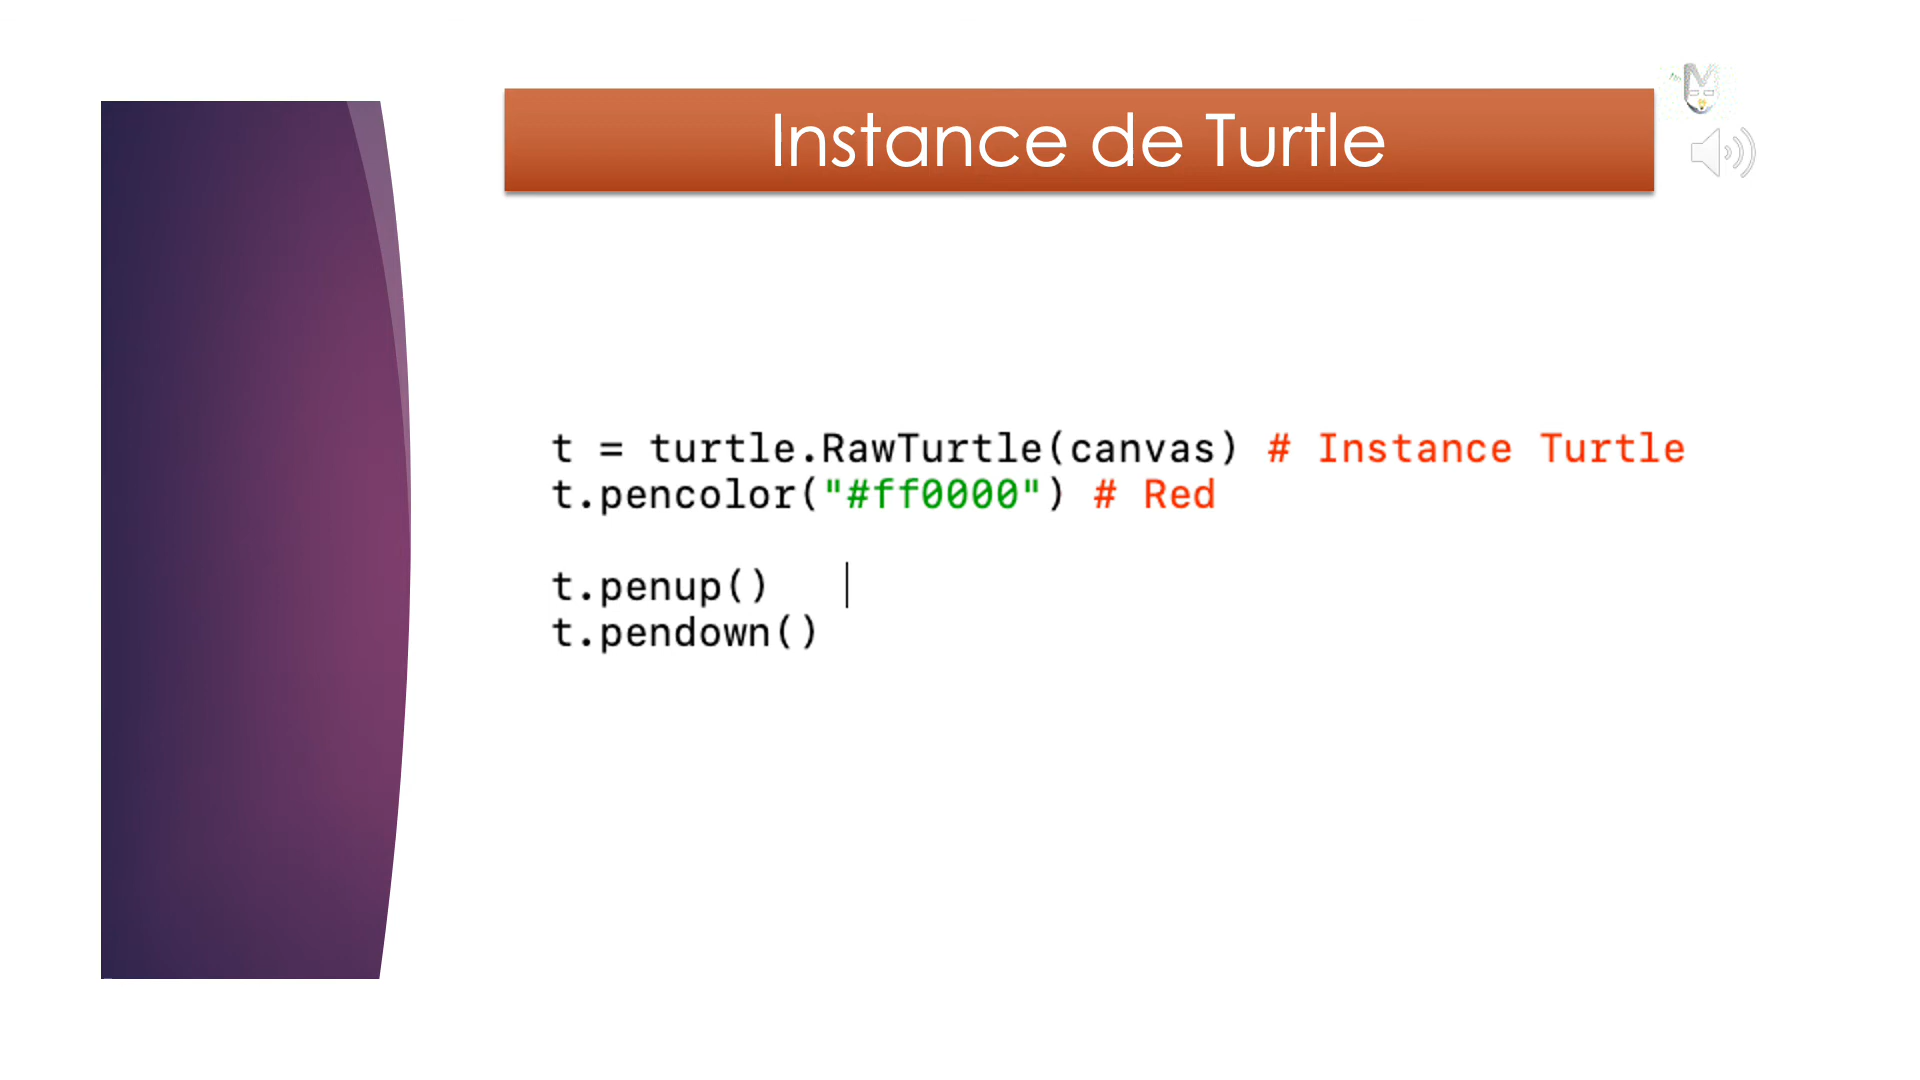 Instance de Turtle
t = turtle.RawTurtle(canvas) # Instance Turtle
t.pencolor("#ff0000") # Red
t.penup()
t.pendown()